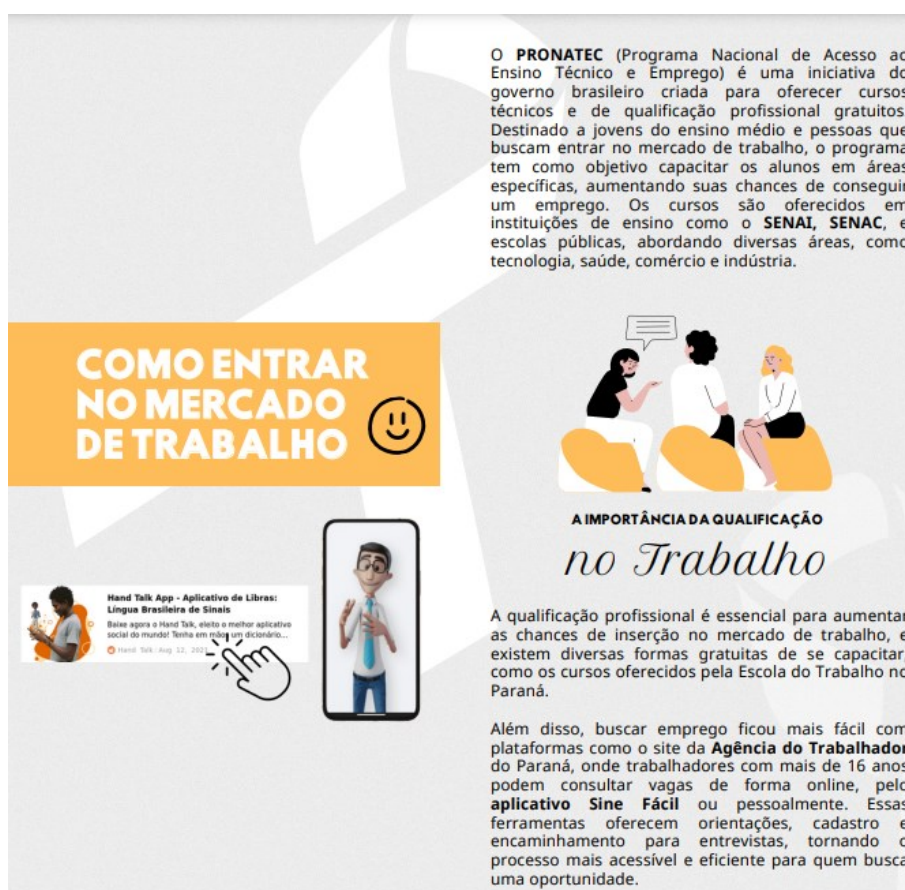 COMO ENTRAR
NO MERCADO
DE TRABALHO
Hand Talk App - Aplicativo de Libras:
Língua Brasileira de Sinais
Baixe agora o Hand Talk, eleito o melhor aplicativo
social do mundo! Tenha em mãos um dicionário...
Hand Talk Aug 12, 2021
O PRONATEC (Programa Nacional de Acesso ao
Ensino Técnico e Emprego) é uma iniciativa do
governo brasileiro criada para oferecer cursos
técnicos e de qualificação profissional gratuitos
Destinado a jovens do ensino médio e pessoas que
buscam entrar no mercado de trabalho, o programa
tem como objetivo capacitar os alunos em áreas
específicas, aumentando suas chances de conseguir
um emprego. Os cursos são oferecidos em
instituições de ensino como o SENAI, SENAC, e
escolas públicas, abordando diversas áreas, como
tecnologia, saúde, comércio e indústria.
A IMPORTÂNCIA DA QUALIFICAÇÃO
no Trabalho
A qualificação profissional é essencial para aumentar
as chances de inserção no mercado de trabalho, e
existem diversas formas gratuitas de se capacitar,
como os cursos oferecidos pela Escola do Trabalho no
Paraná.
Além disso, buscar emprego ficou mais fácil com
plataformas como o site da Agência do Trabalhador
do Paraná, onde trabalhadores com mais de 16 anos
podem consultar vagas de forma online, pelo
aplicativo Sine Fácil ou pessoalmente. Essas
ferramentas oferecem orientações, cadastro e
encaminhamento para entrevistas, tornando o
processo mais acessível e eficiente para quem busca
uma oportunidade.